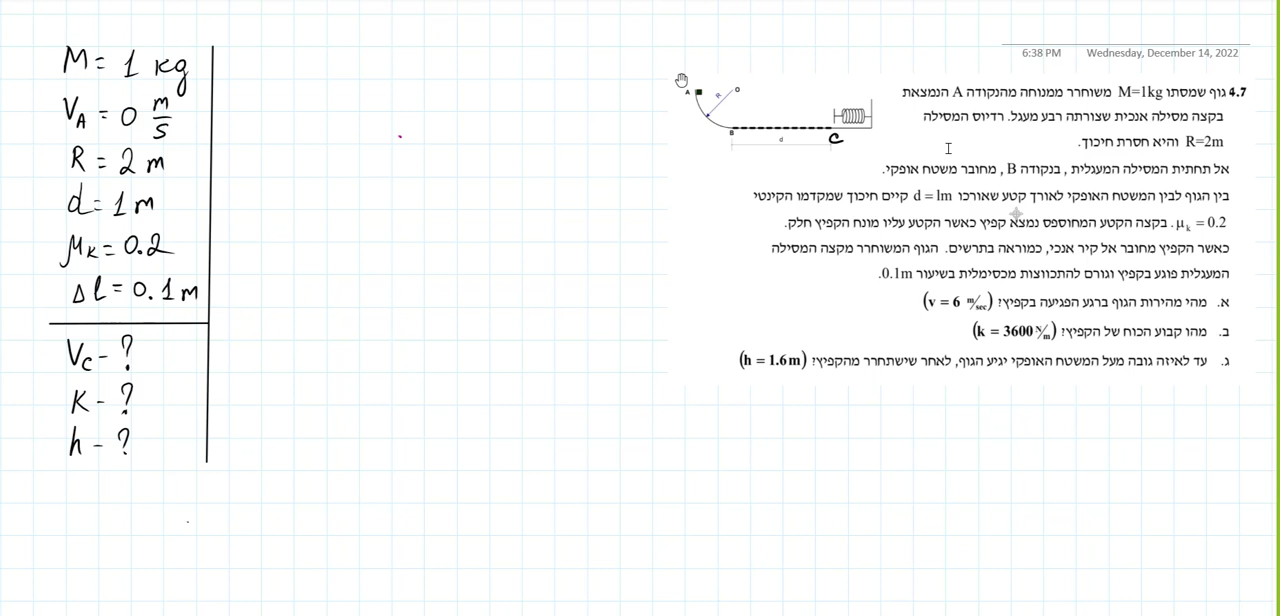 M = 1 kg
V_A = 0 m/s
R = 2 m
d = 1 m
μ_K = 0.2
Δl = 0.1 m
V_C - ?
K - ?
h - ?
6:38 PM Wednesday, December 14, 2022
A
R
O
B
d
C
4.7 גוף שמסתו M=1kg משוחרר ממנוחה מהנקודה A הנמצאת
בקצה מסילה אנכית שצורתה רבע מעגל. רדיוס המסילה
R=2m והיא חסרת חיכוך.
אל תחתית המסילה המעגלית, בנקודה B, מחובר משטח אופקי.
בין הגוף לבין המשטח האופקי לאורך קטע שאורכו d = 1m קיים חיכוך שמקדמו הקינטי
μ_k = 0.2. בקצה הקטע המחוספס נמצא קפיץ כאשר הקטע עליו מונח הקפיץ חלק.
כאשר הקפיץ מחובר אל קיר אנכי, כמוראה בתרשים. הגוף המשוחרר מקצה המסילה
המעגלית פוגע בקפיץ וגורם להתכווצות מכסימלית בשיעור 0.1m.
א. מהי מהירות הגוף ברגע הפגיעה בקפיץ? (v = 6 m/sec)
ב. מהו קבוע הכוח של הקפיץ? (k = 3600 N/m)
ג. עד לאיזה גובה מעל המשטח האופקי יגיע הגוף, לאחר שישתחרר מהקפיץ? (h = 1.6m)